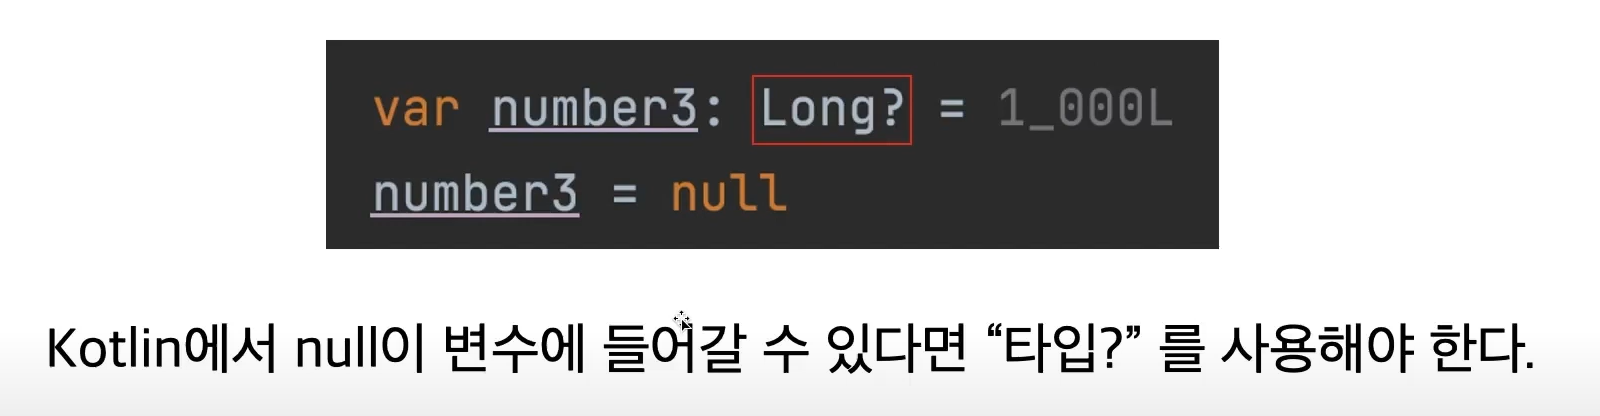 var number3: Long? = 1_000L
number3 = null
Kotlin에서 null이 변수에 들어갈 수 있다면 “타입?” 를 사용해야 한다.